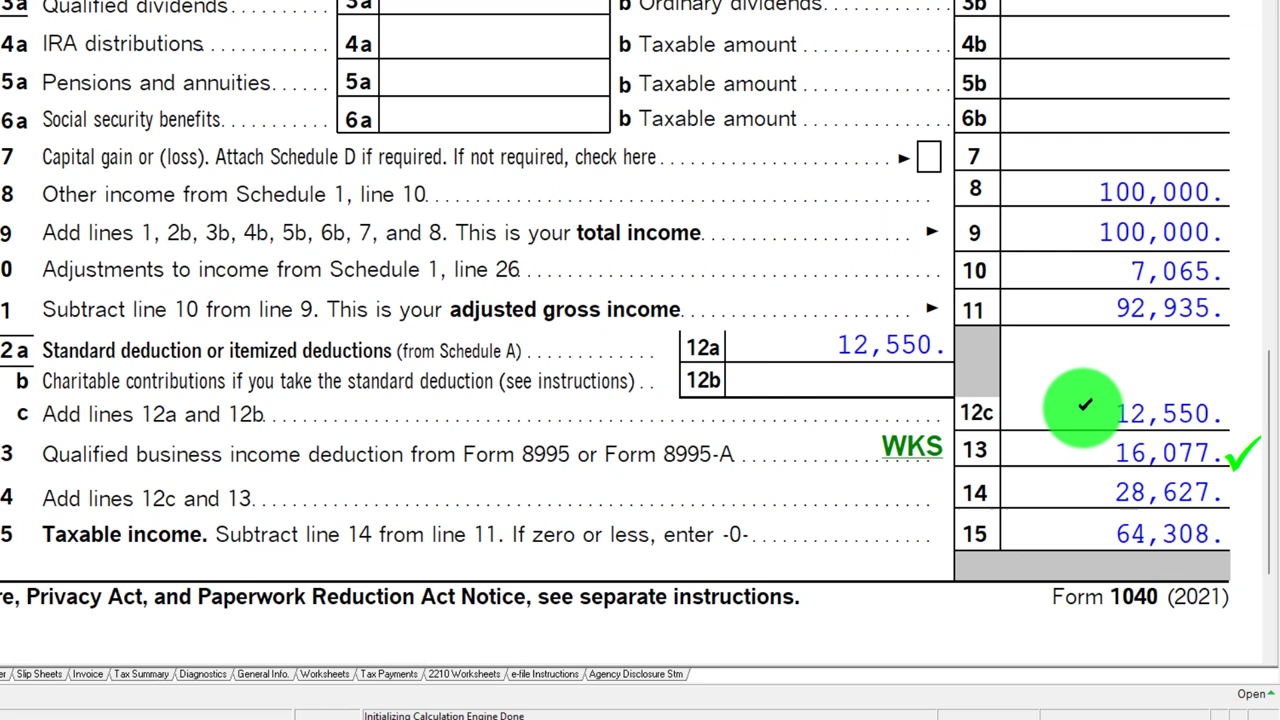 3a Qualified dividends 3a b Ordinary dividends 3b
4a IRA distributions 4a b Taxable amount 4b
5a Pensions and annuities 5a b Taxable amount 5b
6a Social security benefits 6a b Taxable amount 6b
7 Capital gain or (loss). Attach Schedule D if required. If not required, check here ► 7
8 Other income from Schedule 1, line 10 8 100,000.
9 Add lines 1, 2b, 3b, 4b, 5b, 6b, 7, and 8. This is your total income ► 9 100,000.
0 Adjustments to income from Schedule 1, line 26 10 7,065.
1 Subtract line 10 from line 9. This is your adjusted gross income ► 11 92,935.
2a Standard deduction or itemized deductions (from Schedule A) 12a 12,550.
b Charitable contributions if you take the standard deduction (see instructions) 12b
c Add lines 12a and 12b 12c 12,550.
3 Qualified business income deduction from Form 8995 or Form 8995-A WKS 13 16,077.
4 Add lines 12c and 13 14 28,627.
5 Taxable income. Subtract line 14 from line 11. If zero or less, enter -0- 15 64,308.
re, Privacy Act, and Paperwork Reduction Act Notice, see separate instructions. Form 1040 (2021)
er Slip Sheets Invoice Tax Summary Diagnostics General Info. Worksheets Tax Payments 2210 Worksheets e-file Instructions Agency Disclosure Stm
Open
Initializing Calculation Engine Done